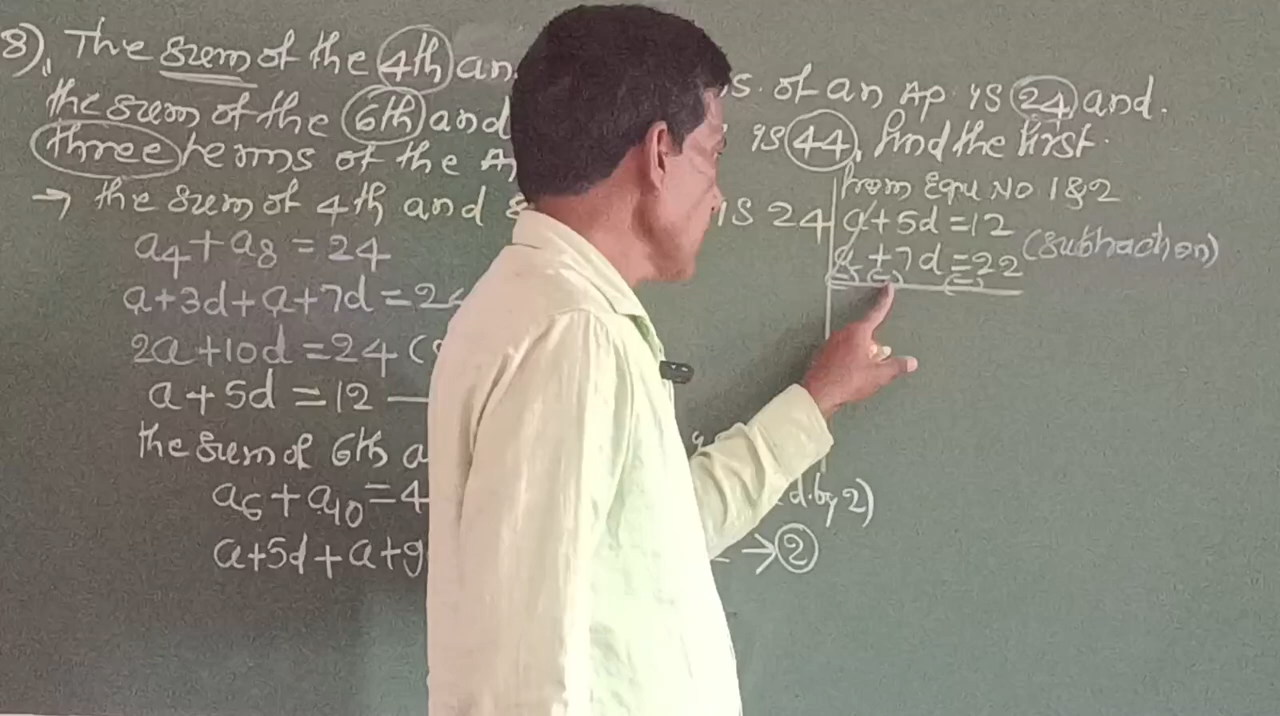 8). The sum of the 4th an s. of an AP is 24 and.
the sum of the 6th and is 44. find the first.
three terms of the A
→ the sum of 4th and 8 is 24
a4 + a8 = 24
a + 3d + a + 7d = 24
2a + 10d = 24 (
a + 5d = 12 —
the sum of 6th a
a6 + a10 = 4
a + 5d + a + 9 → 2
d. by 2)
from Equ No 1 & 2
a + 5d = 12
a + 7d = 22 (subtraction)
(-) (-) (-)